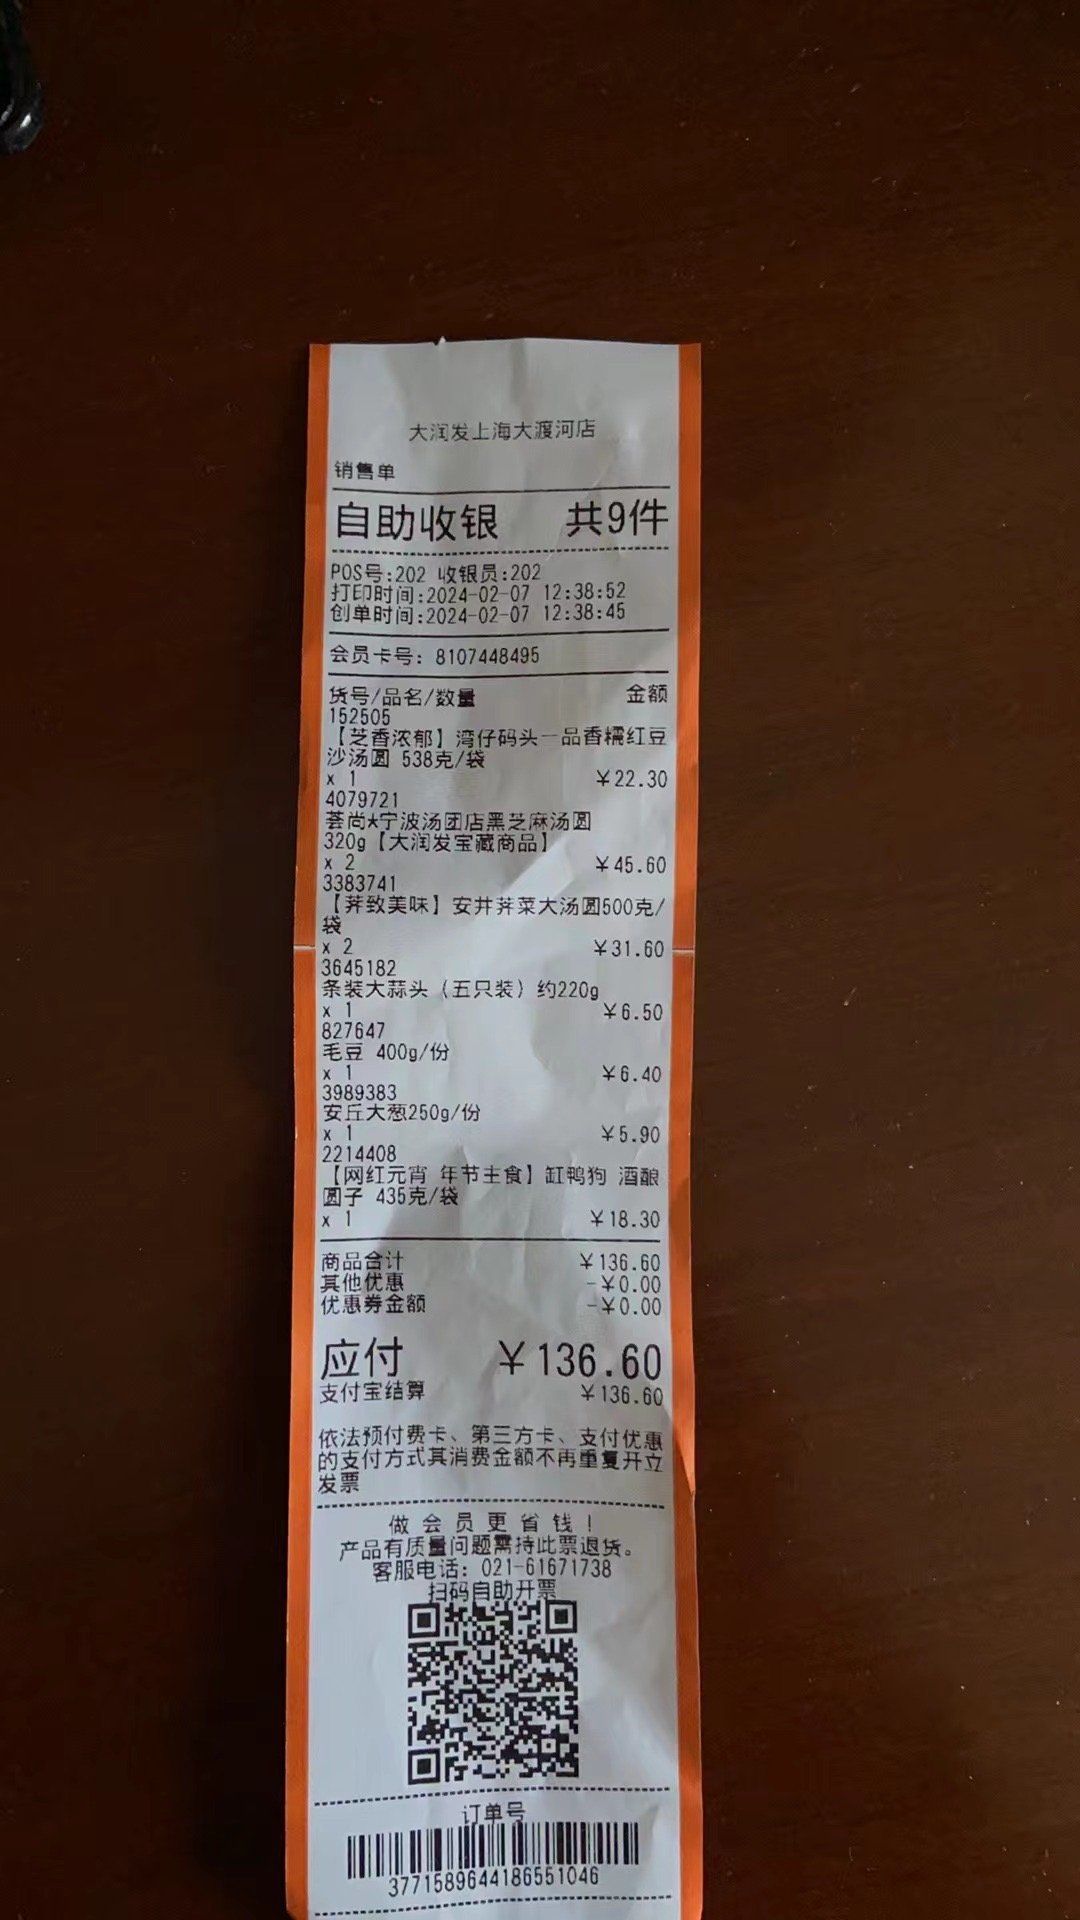 大润发上海大渡河店
销售单
自助收银 共9件
POS号:202 收银员:202
打印时间:2024-02-07 12:38:52
创单时间:2024-02-07 12:38:45
会员卡号: 8107448495
货号/品名/数量 金额
152505
【芝香浓郁】湾仔码头一品香糯红豆
沙汤圆 538克/袋
x 1 ¥22.30
4079721
荟尚*宁波汤团店黑芝麻汤圆
320g【大润发宝藏商品】
x 2 ¥45.60
3383741
【荠致美味】安井荠菜大汤圆500克/
袋
x 2 ¥31.60
3645182
条装大蒜头（五只装）约220g
x 1 ¥6.50
827647
毛豆 400g/份
x 1 ¥6.40
3989383
安丘大葱250g/份
x 1 ¥5.90
2214408
【网红元宵 年节主食】缸鸭狗 酒酿
圆子 435克/袋
x 1 ¥18.30
商品合计 ¥136.60
其他优惠 -¥0.00
优惠券金额 -¥0.00
应付 ¥136.60
支付宝结算 ¥136.60
依法预付费卡、第三方卡、支付优惠
的支付方式其消费金额不再重复开立
发票
做会员更省钱！
产品有质量问题需持此票退货。
客服电话: 021-61671738
扫码自助开票
订单号
3771589644186551046